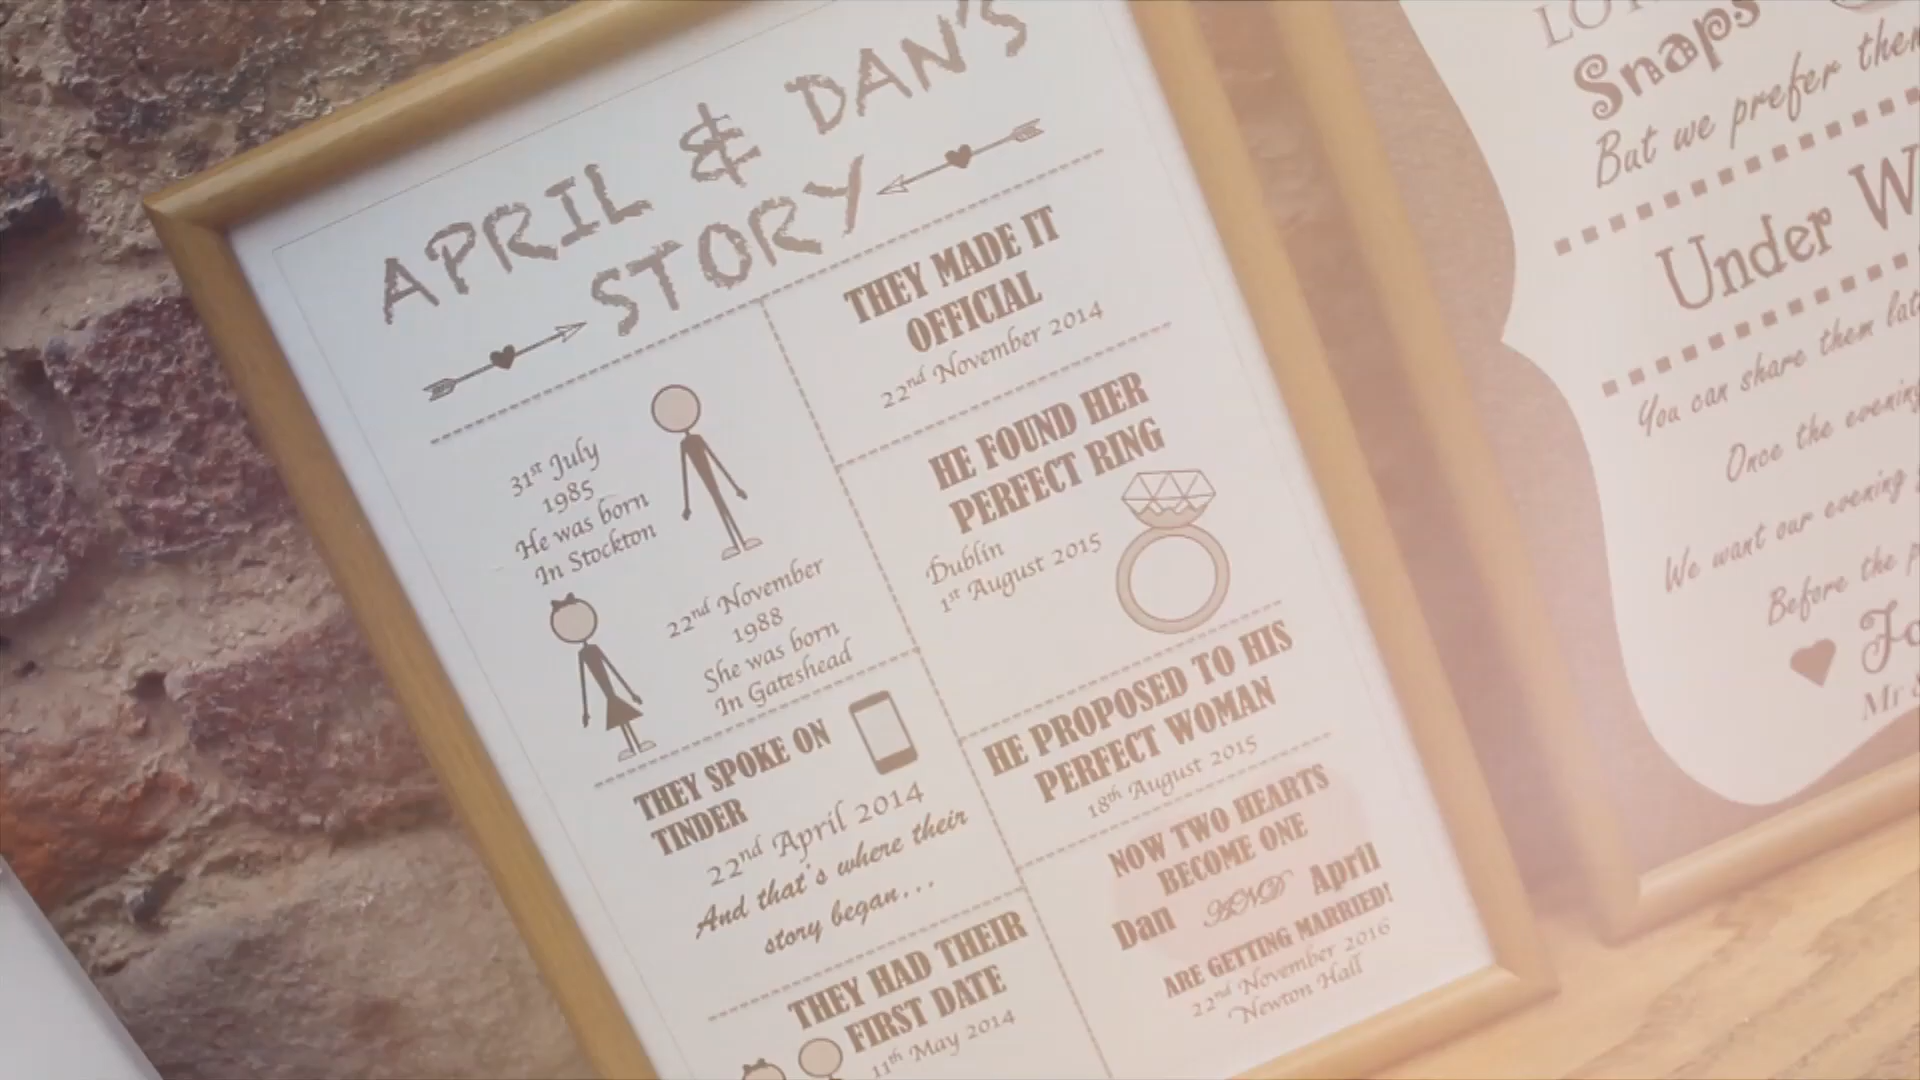 APRIL & DAN'S
STORY
31st July
1985
He was born
In Stockton
22nd November
1988
She was born
In Gateshead
THEY SPOKE ON
TINDER
22nd April 2014
And that's where their
story began...
THEY HAD THEIR
FIRST DATE
11th May 2014
THEY MADE IT
OFFICIAL
22nd November 2014
HE FOUND HER
PERFECT RING
Dublin
1st August 2015
HE PROPOSED TO HIS
PERFECT WOMAN
18th August 2015
NOW TWO HEARTS
BECOME ONE
Dan AND April
ARE GETTING MARRIED!
22nd November 2016
Newton Hall
Snaps
But we prefer
Under
You can share them
Once the evening
We want our evening
Before the
Mr